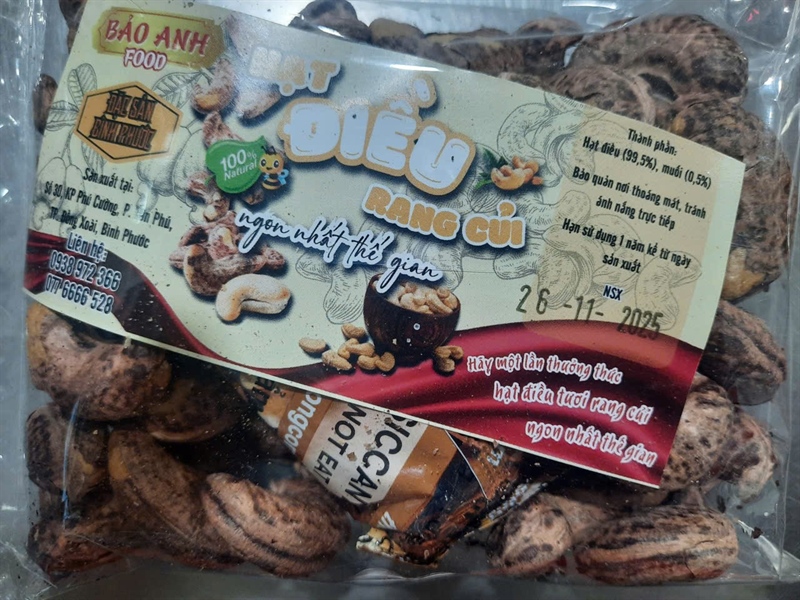 BẢO ANH
FOOD
ĐẶC SẢN
BÌNH PHƯỚC
Sản xuất tại:
Số 30, KP Phú Cường, P. Tân Phú,
TP. Đồng Xoài, Bình Phước
Liên hệ:
0938 972 366
077 6666 528
HẠT
ĐIỀU
RANG CỦI
100%
Natural
ngon nhất thế gian
Thành phần:
Hạt điều (99,5%), muối (0,5%)
Bảo quản nơi thoáng mát, tránh
ánh nắng trực tiếp
Hạn sử dụng 1 năm kể từ ngày
sản xuất
NSX
26 -11- 2025
Hãy một lần thưởng thức
hạt điều tươi rang củi
ngon nhất thế gian
NOT EAT